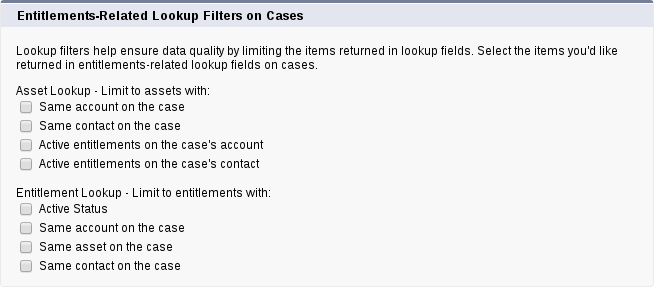 Entitlements-Related Lookup Filters on Cases
Lookup filters help ensure data quality by limiting the items returned in lookup fields. Select the items you'd like
returned in entitlements-related lookup fields on cases.
Asset Lookup - Limit to assets with:
Same account on the case
Same contact on the case
Active entitlements on the case's account
Active entitlements on the case's contact
Entitlement Lookup - Limit to entitlements with:
Active Status
Same account on the case
Same asset on the case
Same contact on the case